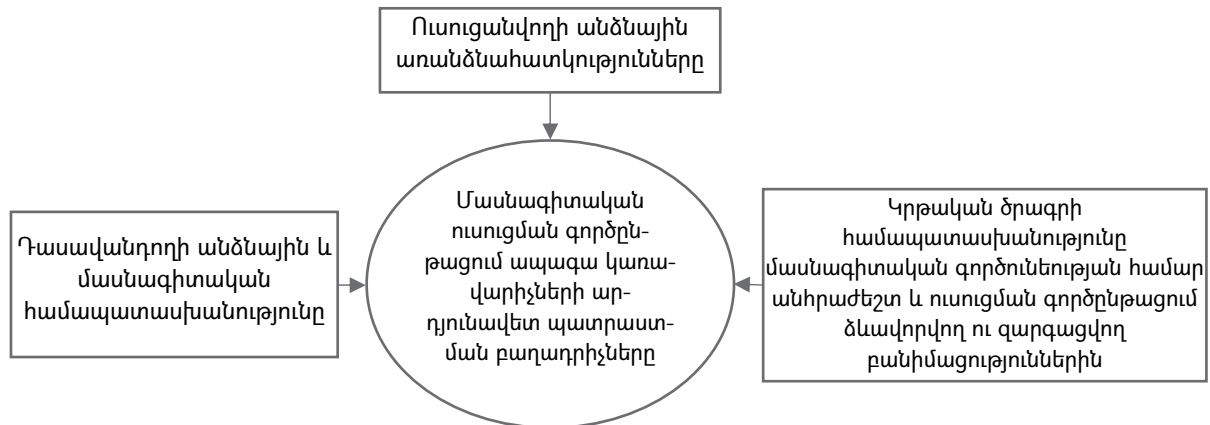 Ուսուցանվողի անձնային
առանձնահատկությունները
Դասավանդողի անձնային և
մասնագիտական
համապատասխանությունը
Մասնագիտական
ուսուցման գործըն-
թացում ապագա կառա-
վարիչների ար-
դյունավետ պատրաստ-
ման բաղադրիչները
Կրթական ծրագրի
համապատասխանությունը
մասնագիտական գործունեության համար
անհրաժեշտ և ուսուցման գործընթացում
ձևավորվող ու զարգացվող
բանիմացություններին